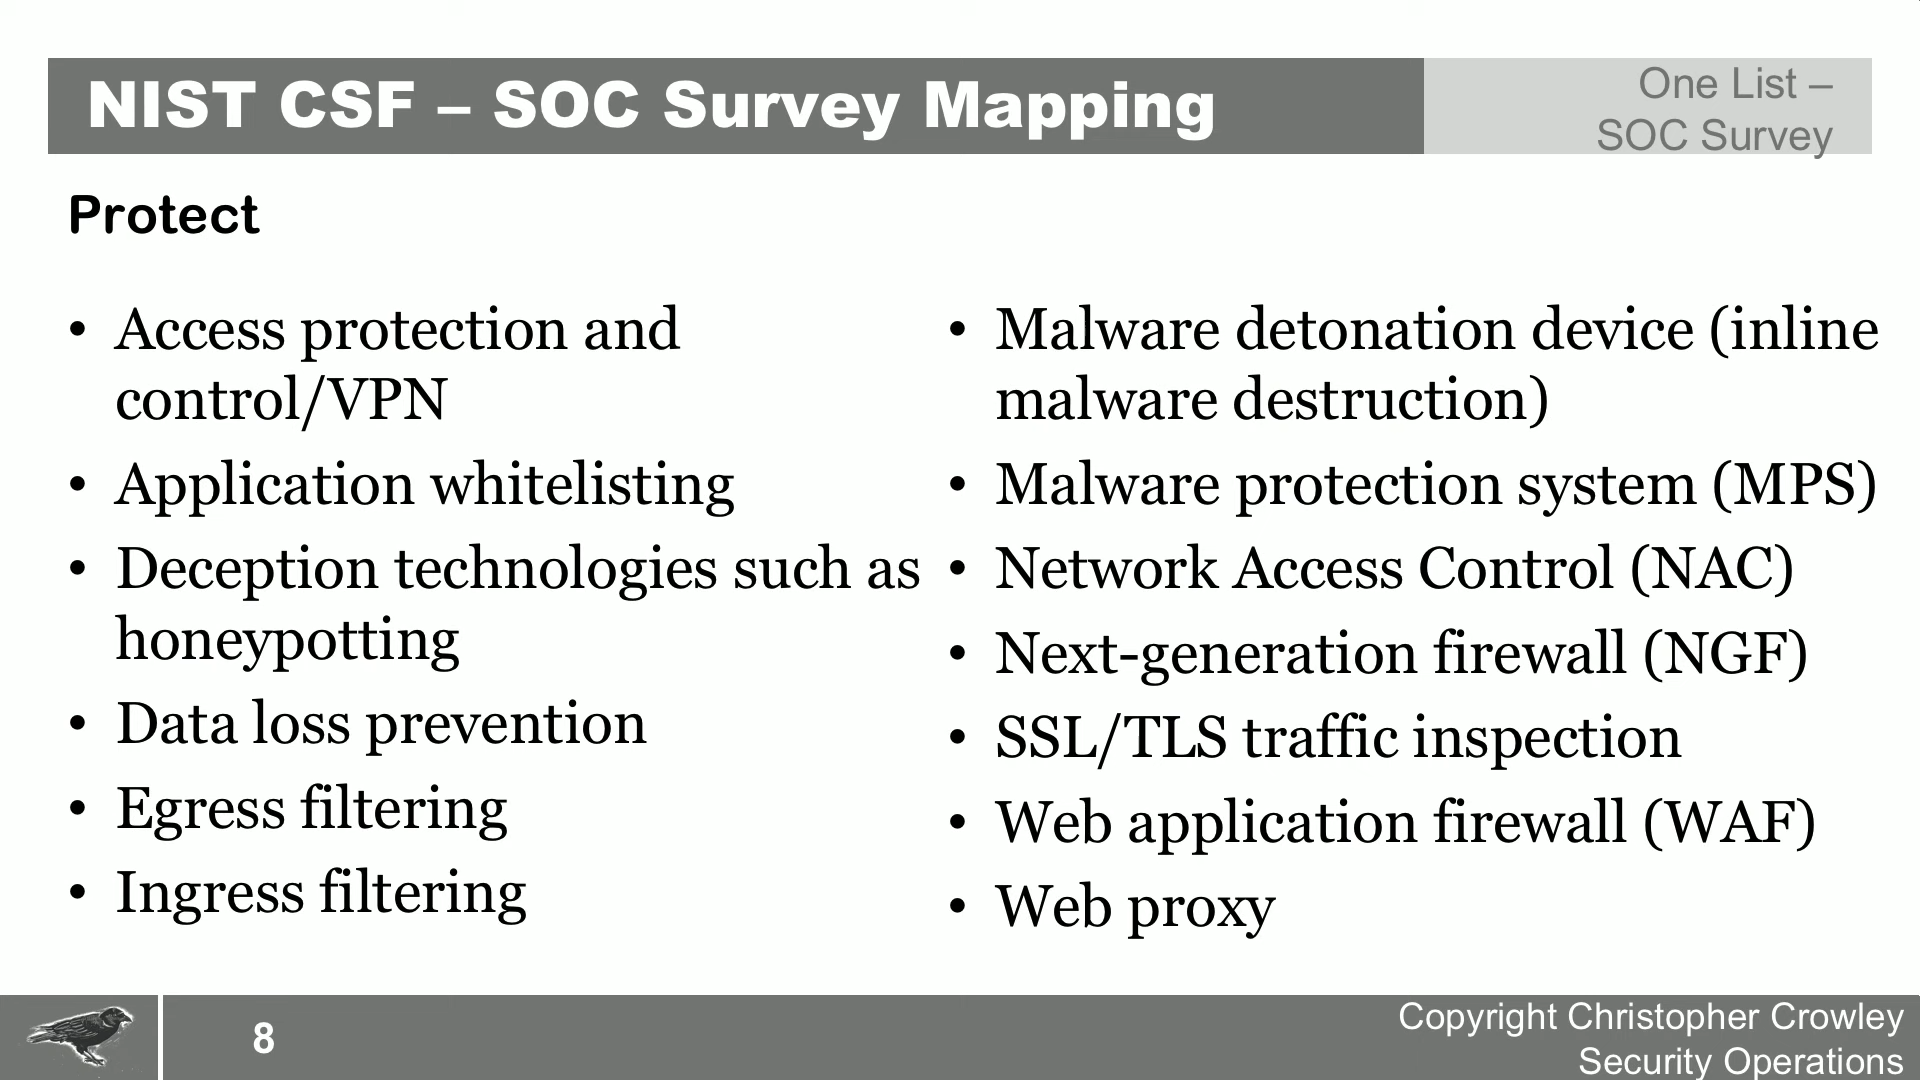 NIST CSF – SOC Survey Mapping
One List –
SOC Survey
Protect
• Access protection and
control/VPN
• Application whitelisting
• Deception technologies such as
honeypotting
• Data loss prevention
• Egress filtering
• Ingress filtering
• Malware detonation device (inline
malware destruction)
• Malware protection system (MPS)
• Network Access Control (NAC)
• Next-generation firewall (NGF)
• SSL/TLS traffic inspection
• Web application firewall (WAF)
• Web proxy
8
Copyright Christopher Crowley
Security Operations